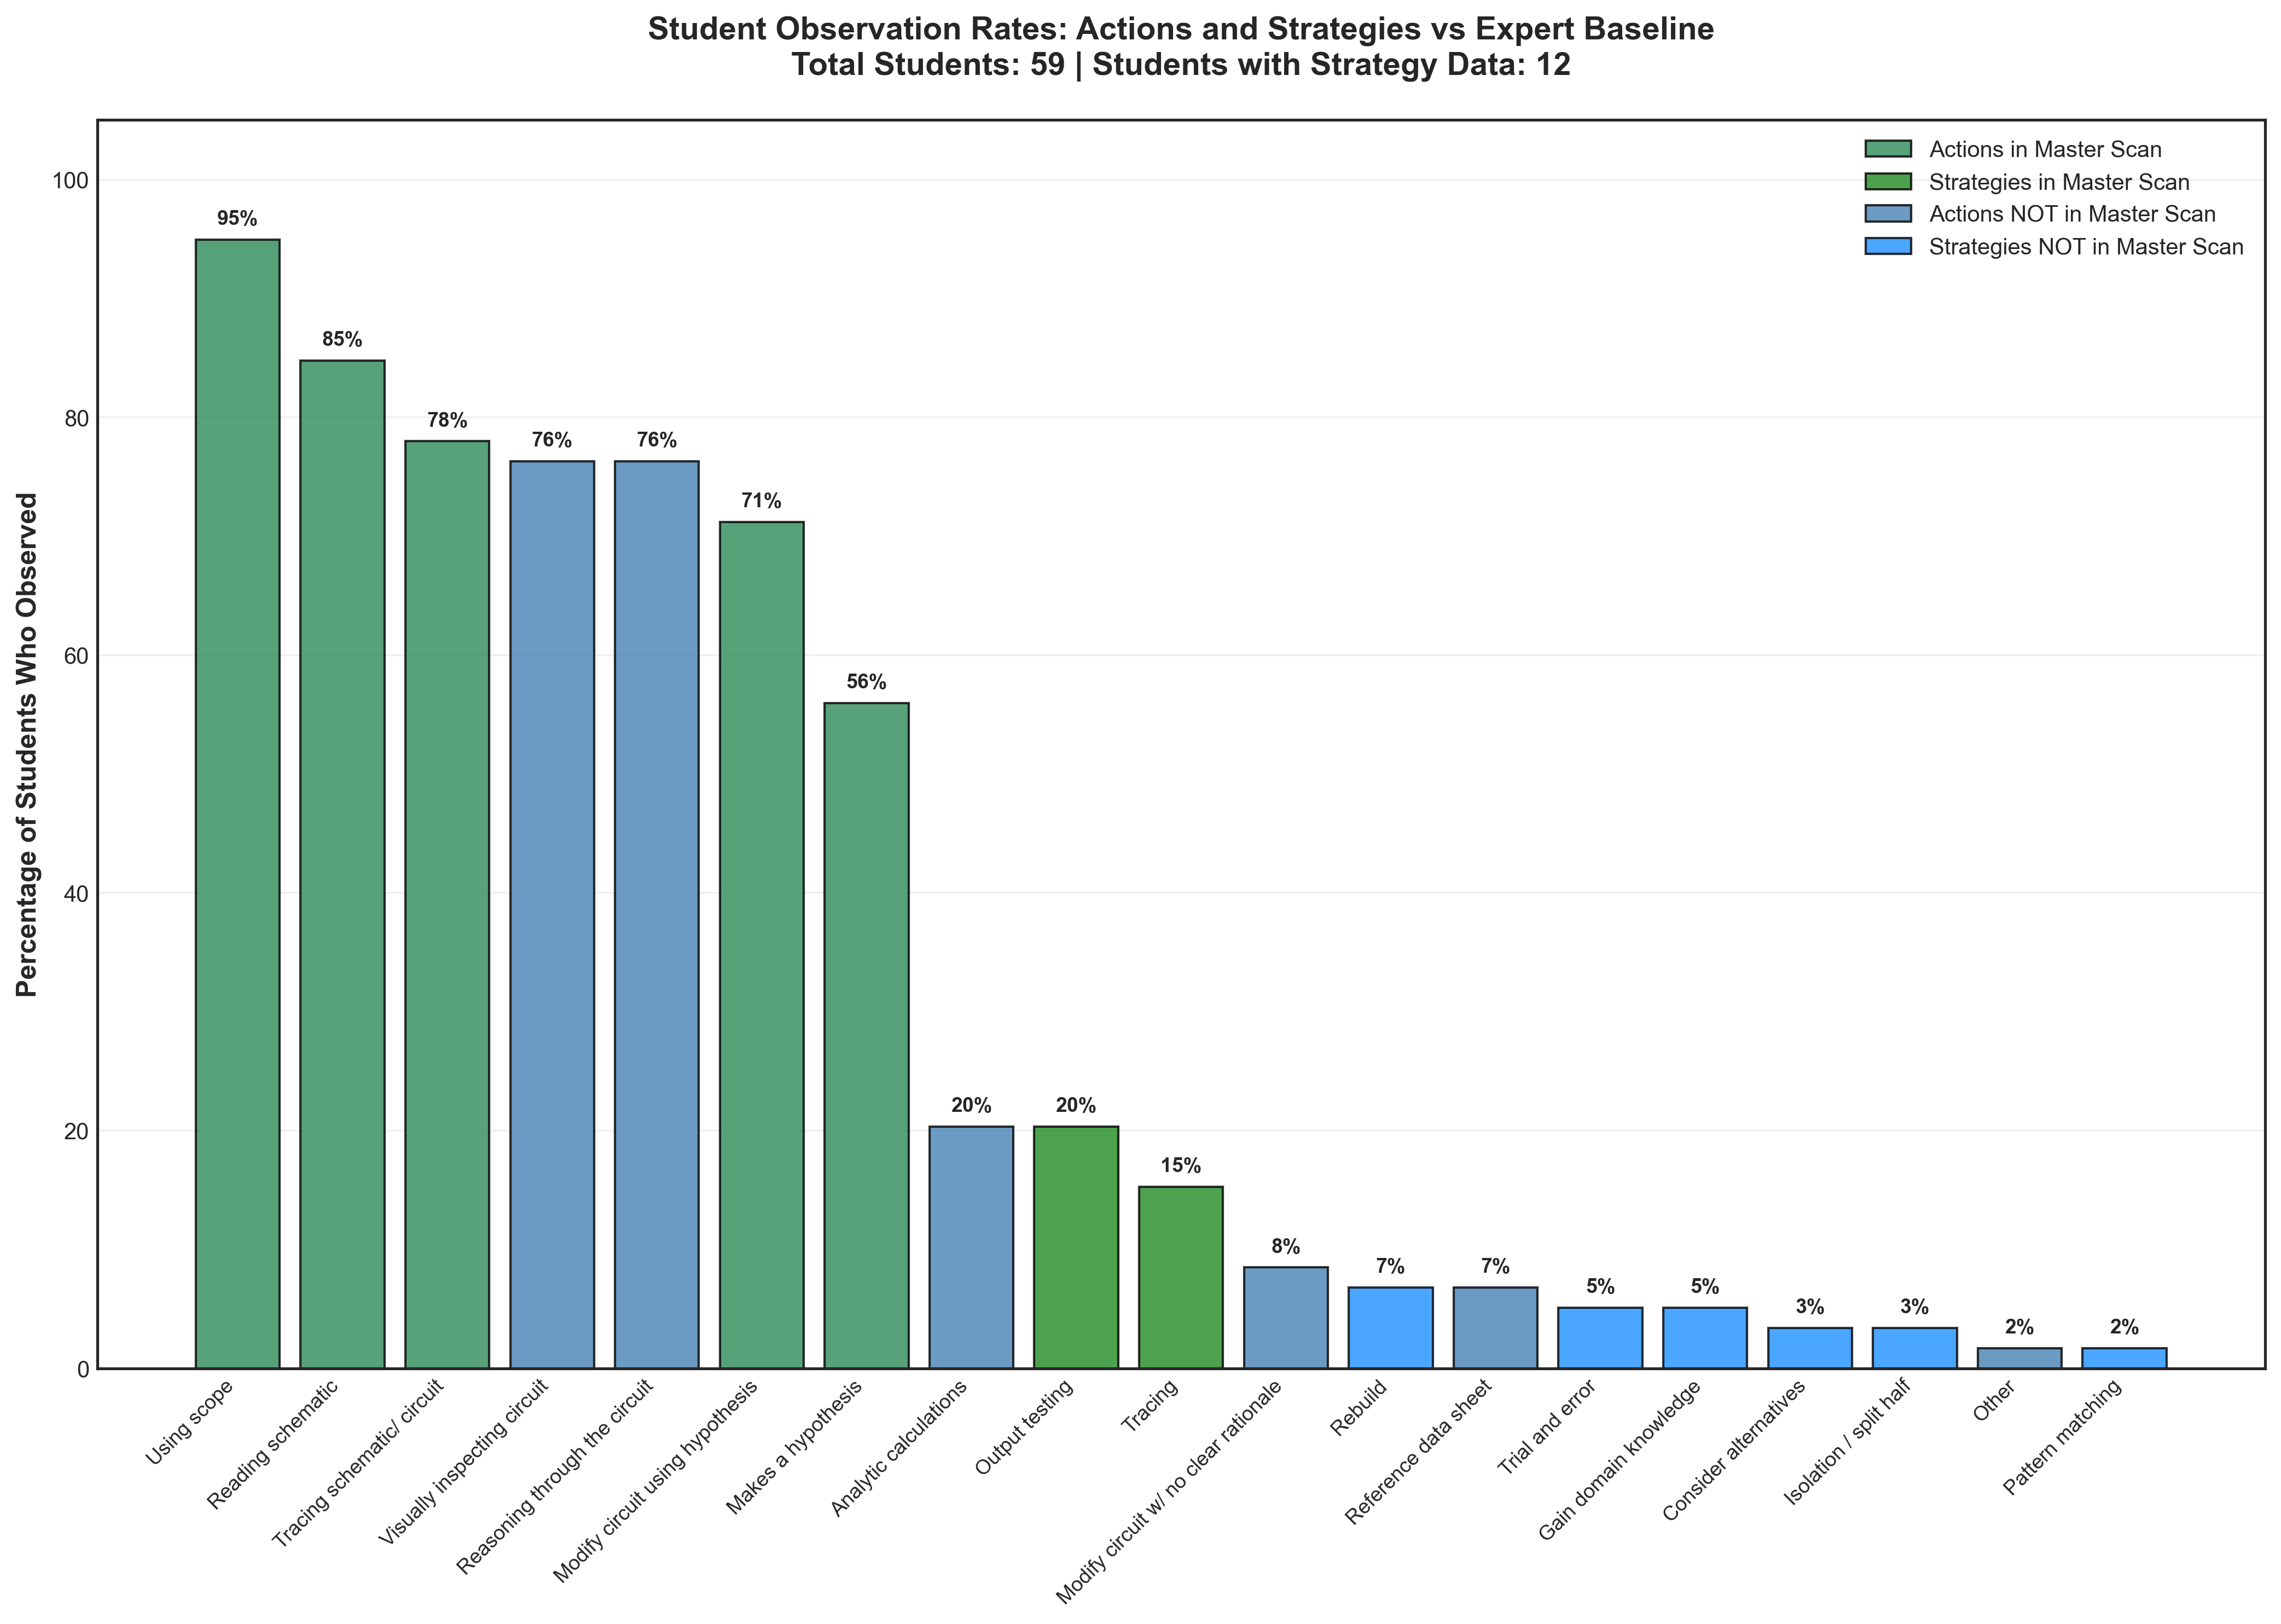 Student Observation Rates: Actions and Strategies vs Expert Baseline
Total Students: 59 | Students with Strategy Data: 12
Actions in Master Scan
Strategies in Master Scan
Actions NOT in Master Scan
Strategies NOT in Master Scan
Percentage of Students Who Observed
100
80
60
40
20
0
95%
85%
78%
76%
76%
71%
56%
20%
20%
15%
8%
7%
7%
5%
5%
3%
3%
2%
2%
Using scope
Reading schematic
Tracing schematic/ circuit
Visually inspecting circuit
Reasoning through the circuit
Modify circuit using hypothesis
Makes a hypothesis
Analytic calculations
Output testing
Tracing
Modify circuit w/ no clear rationale
Rebuild
Reference data sheet
Trial and error
Gain domain knowledge
Consider alternatives
Isolation / split half
Other
Pattern matching